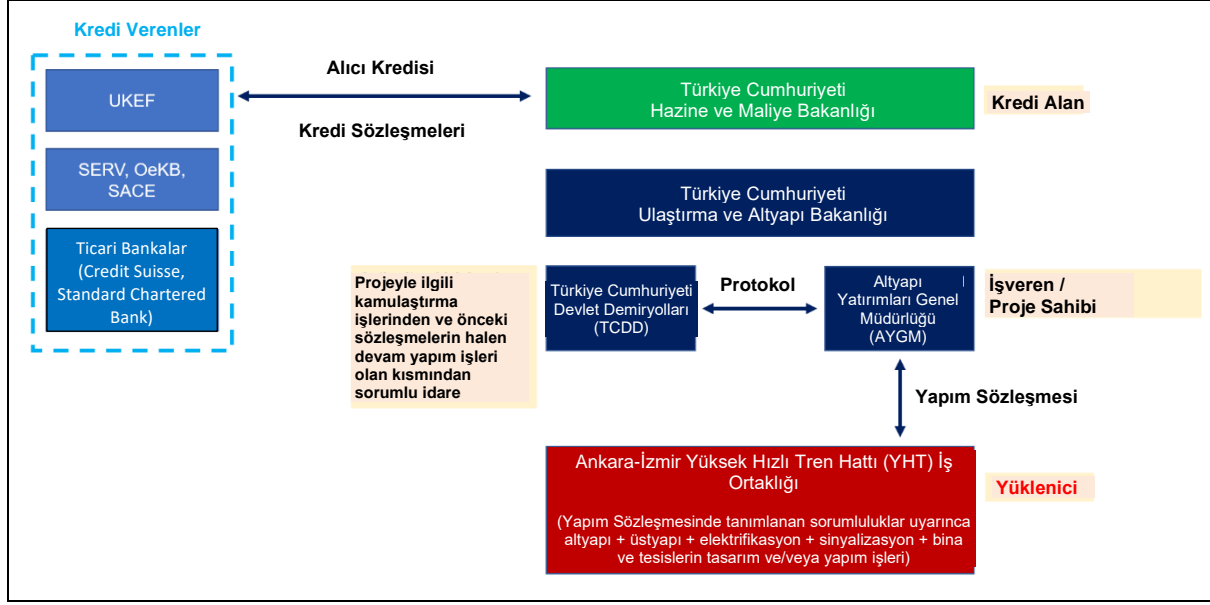 Kredi Verenler
UKEF
SERV, OeKB,
SACE
Ticari Bankalar
(Credit Suisse,
Standard Chartered
Bank)
Alıcı Kredisi
Kredi Sözleşmeleri
Türkiye Cumhuriyeti
Hazine ve Maliye Bakanlığı
Kredi Alan
Türkiye Cumhuriyeti
Ulaştırma ve Altyapı Bakanlığı
Projeyle ilgili
kamulaştırma
işlerinden ve önceki
sözleşmelerin halen
devam yapım işleri
olan kısmından
sorumlu idare
Türkiye Cumhuriyeti
Devlet Demiryolları
(TCDD)
Protokol
Altyapı
Yatırımları Genel
Müdürlüğü
(AYGM)
İşveren /
Proje Sahibi
Yapım Sözleşmesi
Ankara-İzmir Yüksek Hızlı Tren Hattı (YHT) İş
Ortaklığı
(Yapım Sözleşmesinde tanımlanan sorumluluklar uyarınca
altyapı + üstyapı + elektrifikasyon + sinyalizasyon + bina
ve tesislerin tasarım ve/veya yapım işleri)
Yüklenici